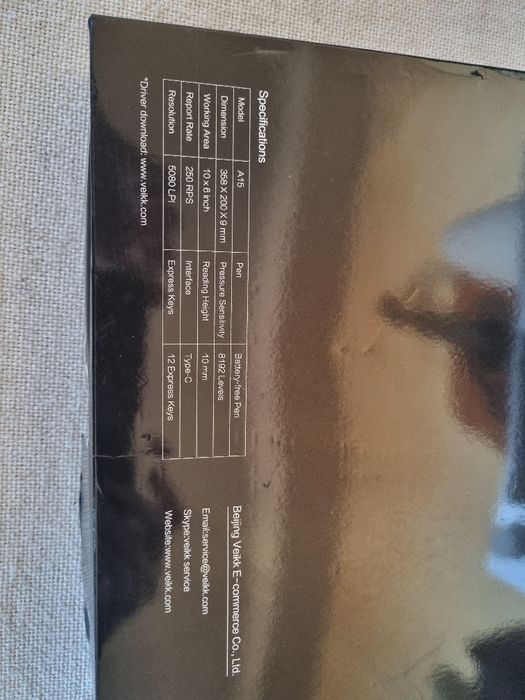 Specifications
Model A15 Pen Battery-free Pen
Dimension 358 X 200 X 9 mm Pressure Sensitivity 8192 Levels
Working Area 10 x 6 inch Reading Height 10 mm
Report Rate 250 RPS Interface Type-C
Resolution 5080 LPI Express Keys 12 Express Keys
*Driver download: www.veikk.com
Beijing Veikk E-commerce Co., Ltd.
Email:service@veikk.com
Skype:veikk service
Website:www.veikk.com